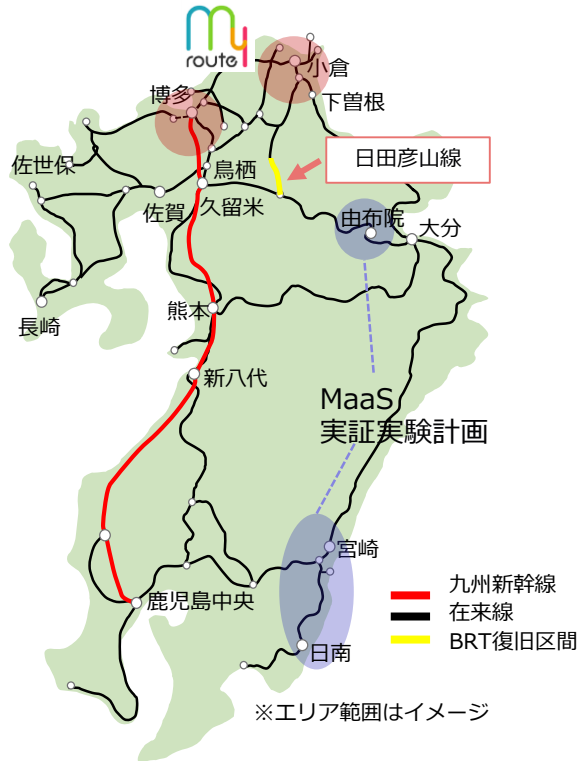 my
route
小倉
博多
下曽根
日田彦山線
佐世保
鳥栖
佐賀
久留米
由布院
大分
長崎
熊本
新八代
MaaS
実証実験計画
宮崎
九州新幹線
鹿児島中央
在来線
BRT復旧区間
日南
※エリア範囲はイメージ